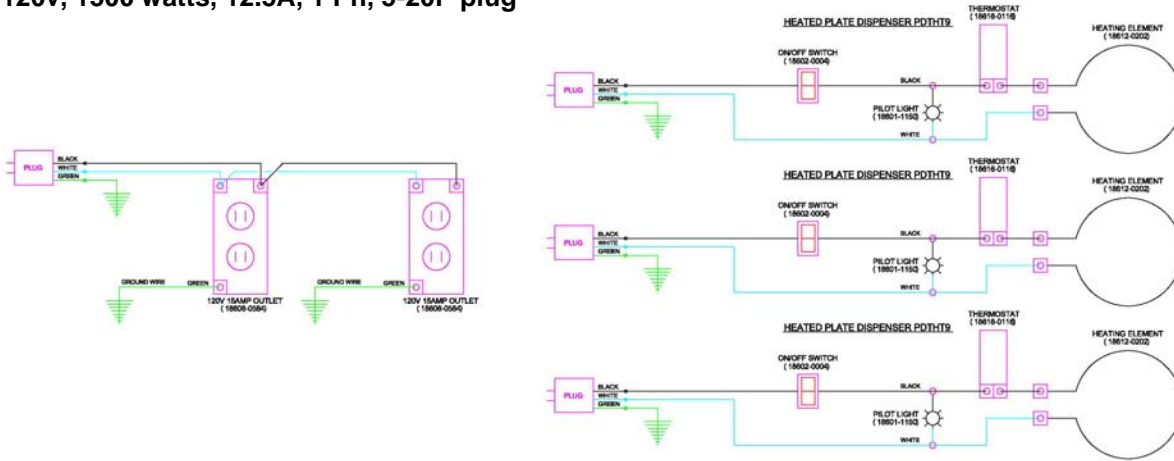 120v, 1500 watts, 12.5A, 1 Ph, 5-20P plug
PLUG
BLACK
WHITE
GREEN
GROUND WIRE GREEN
120V 15AMP OUTLET
GROUND WIRE GREEN
120V 15AMP OUTLET
HEATED PLATE DISPENSER PDTHT9
THERMOSTAT
(18616-0116)
HEATING ELEMENT
(18612-0202)
ON/OFF SWITCH
(18602-0004)
PLUG
BLACK
WHITE
GREEN
BLACK
PILOT LIGHT
(18601-1150)
WHITE
HEATED PLATE DISPENSER PDTHT9
THERMOSTAT
(18616-0116)
HEATING ELEMENT
(18612-0202)
ON/OFF SWITCH
(18602-0004)
PLUG
BLACK
WHITE
GREEN
BLACK
PILOT LIGHT
(18601-1150)
WHITE
HEATED PLATE DISPENSER PDTHT9
THERMOSTAT
(18616-0116)
HEATING ELEMENT
(18612-0202)
ON/OFF SWITCH
(18602-0004)
PLUG
BLACK
WHITE
GREEN
BLACK
PILOT LIGHT
(18601-1150)
WHITE